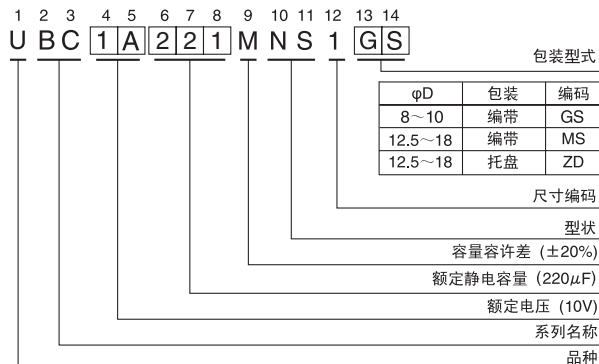 1 2 3 4 5 6 7 8 9 10 11 12 13 14
U B C 1 A 2 2 1 M N S 1 G S
包装型式
φD 包装 编码
8～10 编带 GS
12.5～18 编带 MS
12.5～18 托盘 ZD
尺寸编码
型状
容量容许差 (±20%)
额定静电容量 (220μF)
额定电压 (10V)
系列名称
品种